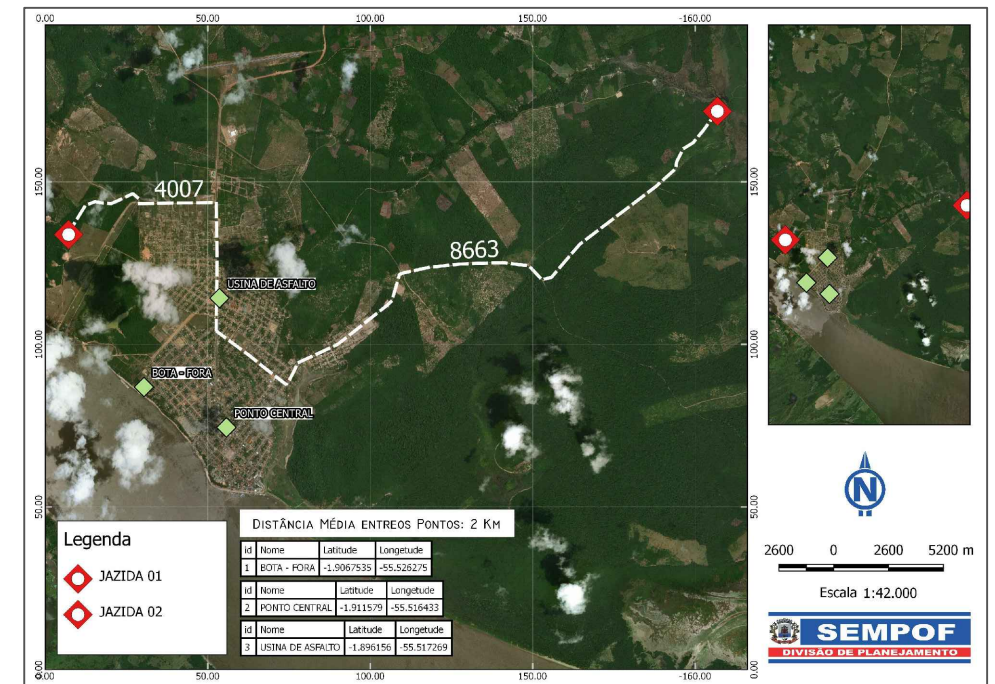 0.00 50.00 100.00 150.00 -160.00
150.00 150.00
100.00 100.00
50.00 50.00
0.00 0.00
0.00 50.00 100.00 150.00 -160.00
4007
8663
USINA DE ASFALTO
BOTA - FORA
PONTO CENTRAL
Legenda
JAZIDA 01
JAZIDA 02
DISTÂNCIA MÉDIA ENTREOS PONTOS: 2 KM
id Nome Latitude Longetude
1 BOTA - FORA -1.9067535 -55.526275
id Nome Latitude Longetude
2 PONTO CENTRAL -1.911579 -55.516433
id Nome Latitude Longetude
3 USINA DE ASFALTO -1.896156 -55.517269
N
2600 0 2600 5200 m
Escala 1:42.000
SEMPOF
DIVISÃO DE PLANEJAMENTO